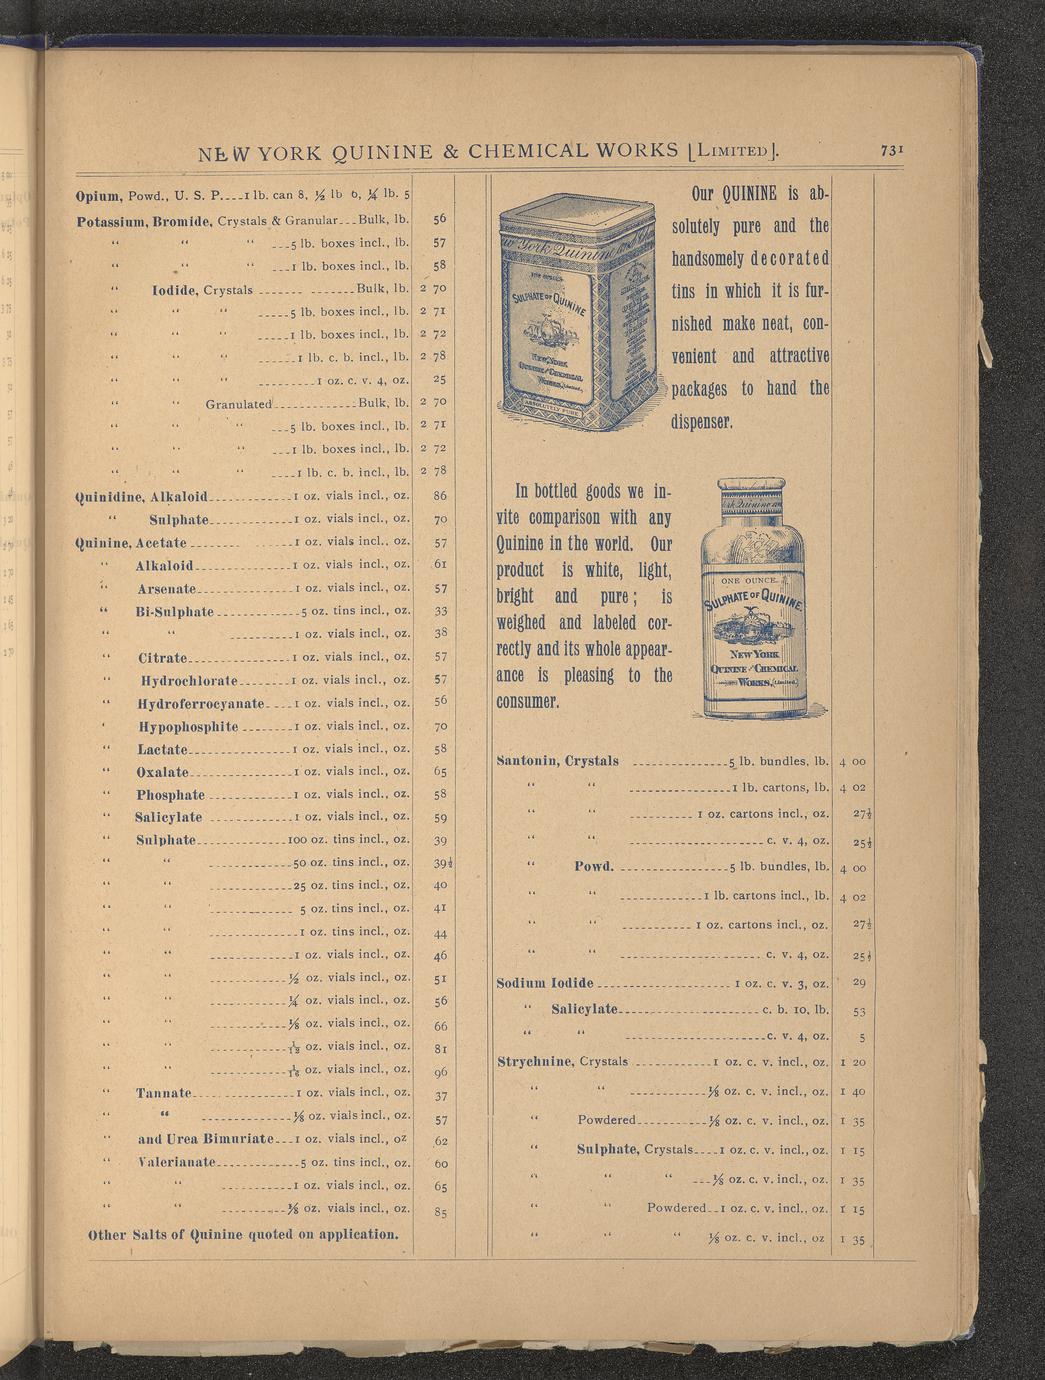 NEW YORK QUININE & CHEMICAL WORKS [LIMITED]. 731
Opium, Powd., U. S. P.....1 lb. can 8, ½ lb 6, ¼ lb. 5
Potassium, Bromide, Crystals & Granular...Bulk, lb. 56
“ “ “ ...5 lb. boxes incl., lb. 57
“ “ “ ....1 lb. boxes incl., lb. 58
“ Iodide, Crystals ...............Bulk, lb. 2 70
“ “ “ .....5 lb. boxes incl., lb. 2 71
“ “ “ .....1 lb. boxes incl., lb. 2 72
“ “ “ ......1 lb. c. b. incl., lb. 2 78
“ “ “ .........1 oz. c. v. 4, oz. 25
“ “ Granulated............Bulk, lb. 2 70
“ “ “ ...5 lb. boxes incl., lb. 2 71
“ “ “ ...1 lb. boxes incl., lb. 2 72
“ “ “ ....1 lb. c. b. incl., lb. 2 78
Quinidine, Alkaloid............1 oz. vials incl., oz. 86
“ Sulphate............1 oz. vials incl., oz. 70
Quinine, Acetate ............1 oz. vials incl., oz. 57
“ Alkaloid............1 oz. vials incl., oz. 61
“ Arsenate............1 oz. vials incl., oz. 57
“ Bi-Sulphate............5 oz. tins incl., oz. 33
“ “ .........1 oz. vials incl., oz. 38
“ Citrate............1 oz. vials incl., oz. 57
“ Hydrochlorate........1 oz. vials incl., oz. 57
“ Hydroferrocyanate....1 oz. vials incl., oz. 56
‘ Hypophosphite ........1 oz. vials incl., oz. 70
“ Lactate............1 oz. vials incl., oz. 58
“ Oxalate............1 oz. vials incl., oz. 65
“ Phosphate ............1 oz. vials incl., oz. 58
“ Salicylate ............1 oz. vials incl., oz. 59
“ Sulphate............100 oz. tins incl., oz. 39
“ “ ............50 oz. tins incl., oz. 39½
“ “ ............25 oz. tins incl., oz. 40
“ “ ............ 5 oz. tins incl., oz. 41
“ “ ............1 oz. tins incl., oz. 44
“ “ ............1 oz. vials incl., oz. 46
“ “ ............½ oz. vials incl., oz. 51
“ “ ............¼ oz. vials incl., oz. 56
“ “ ............⅛ oz. vials incl., oz. 66
“ “ ............1/12 oz. vials incl., oz. 81
“ “ ............1/16 oz. vials incl., oz. 96
“ Tannate............1 oz. vials incl., oz. 37
“ “ ............⅛ oz. vials incl., oz. 57
“ and Urea Bimuriate...1 oz. vials incl., oz 62
“ Valerianate............5 oz. tins incl., oz. 60
“ “ ............1 oz. vials incl., oz. 65
“ “ ............⅛ oz. vials incl., oz. 85
Other Salts of Quinine quoted on application.
New York Quinine and
SULPHATE OF QUININE
NEW YORK
QUININE AND CHEMICAL
WORKS, (Limited)
ABSOLUTELY PURE
Our QUININE is ab-
solutely pure and the
handsomely decorated
tins in which it is fur-
nished make neat, con-
venient and attractive
packages to hand the
dispenser.
In bottled goods we in-
vite comparison with any
Quinine in the world. Our
product is white, light,
bright and pure; is
weighed and labeled cor-
rectly and its whole appear-
ance is pleasing to the
consumer.
ONE OUNCE.
SULPHATE OF QUININE.
NEW YORK
QUININE AND CHEMICAL
WORKS, (Limited)
Santonin, Crystals ..............5 lb. bundles, lb. 4 00
“ “ ..............1 lb. cartons, lb. 4 02
“ “ ......... 1 oz. cartons incl., oz. 27½
“ “ .................... c. v. 4, oz. 25½
“ Powd. ................5 lb. bundles, lb. 4 00
“ “ ............1 lb. cartons incl., lb. 4 02
“ “ .......... 1 oz. cartons incl., oz. 27½
“ “ .................... c. v. 4, oz. 25½
Sodium Iodide .................... 1 oz. c. v. 3, oz. 29
“ Salicylate.................... c. b. 10, lb. 53
“ “ ....................c. v. 4, oz. 5
Strychnine, Crystals ...........1 oz. c. v. incl., oz. 1 20
“ “ ...........⅛ oz. c. v. incl., oz. 1 40
“ Powdered..........⅛ oz. c. v. incl., oz. 1 35
“ Sulphate, Crystals....1 oz. c. v. incl., oz. 1 15
“ “ “ ...⅛ oz. c. v. incl., oz. 1 35
“ “ Powdered..1 oz. c. v. incl., oz. 1 15
“ “ “ ⅛ oz. c. v. incl., oz 1 35